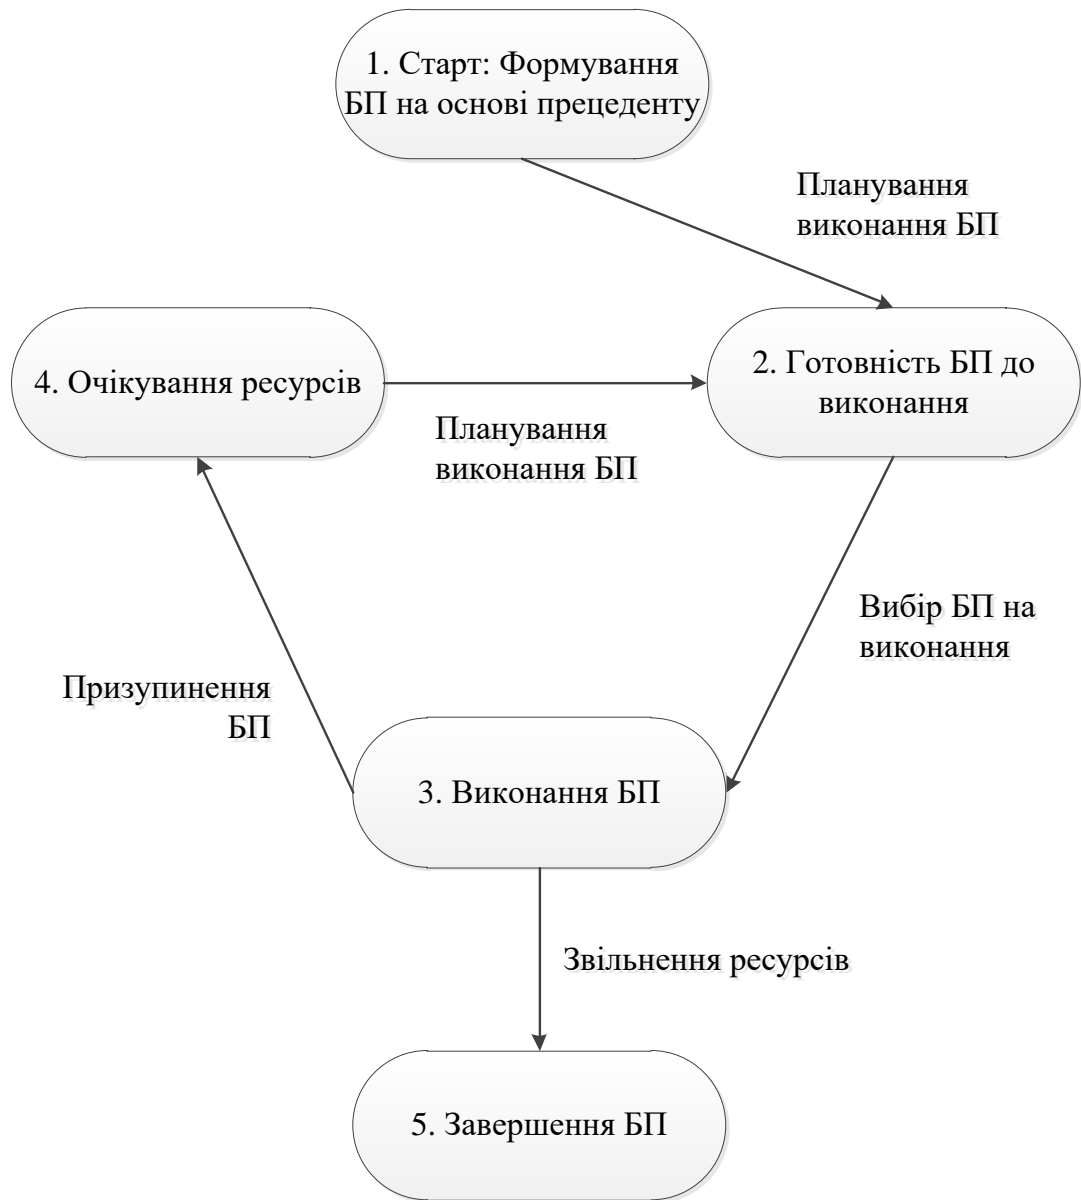 1. Старт: Формування
БП на основі прецеденту
Планування
виконання БП
4. Очікування ресурсів
2. Готовність БП до
виконання
Планування
виконання БП
Вибір БП на
виконання
Призупинення
БП
3. Виконання БП
Звільнення ресурсів
5. Завершення БП